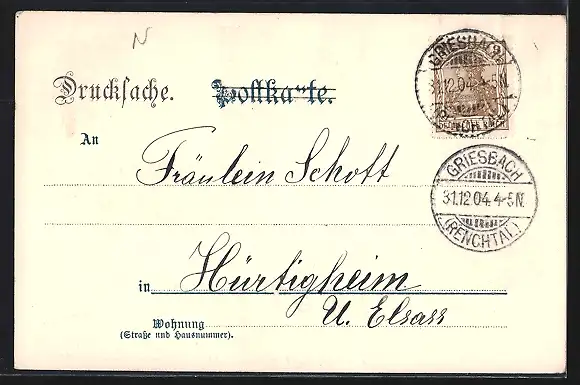 N
GRIESBACH
31.12.04. 4-5N
Drucksache. Postkarte.
An
Fräulein Schott
GRIESBACH
31.12.04. 4-5N.
(RENCHTAL)
in Hürtigheim
U. Elsass
Wohnung
(Straße und Hausnummer).